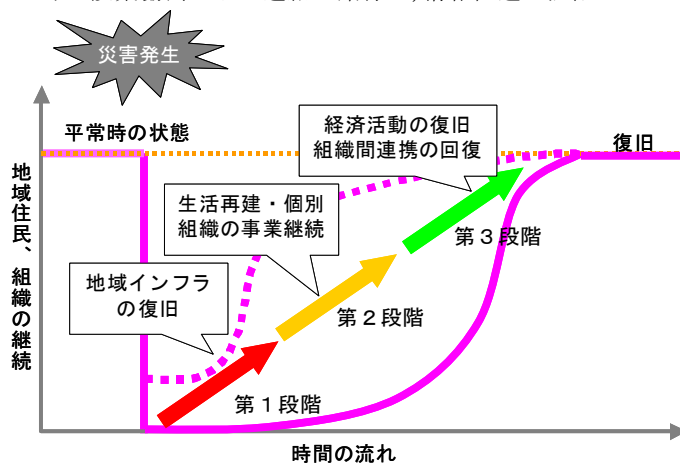 災害発生
平常時の状態
経済活動の復旧
組織間連携の回復
復旧
生活再建・個別
組織の事業継続
第３段階
地域インフラ
の復旧
第２段階
第１段階
地域住民、組織の継続
時間の流れ